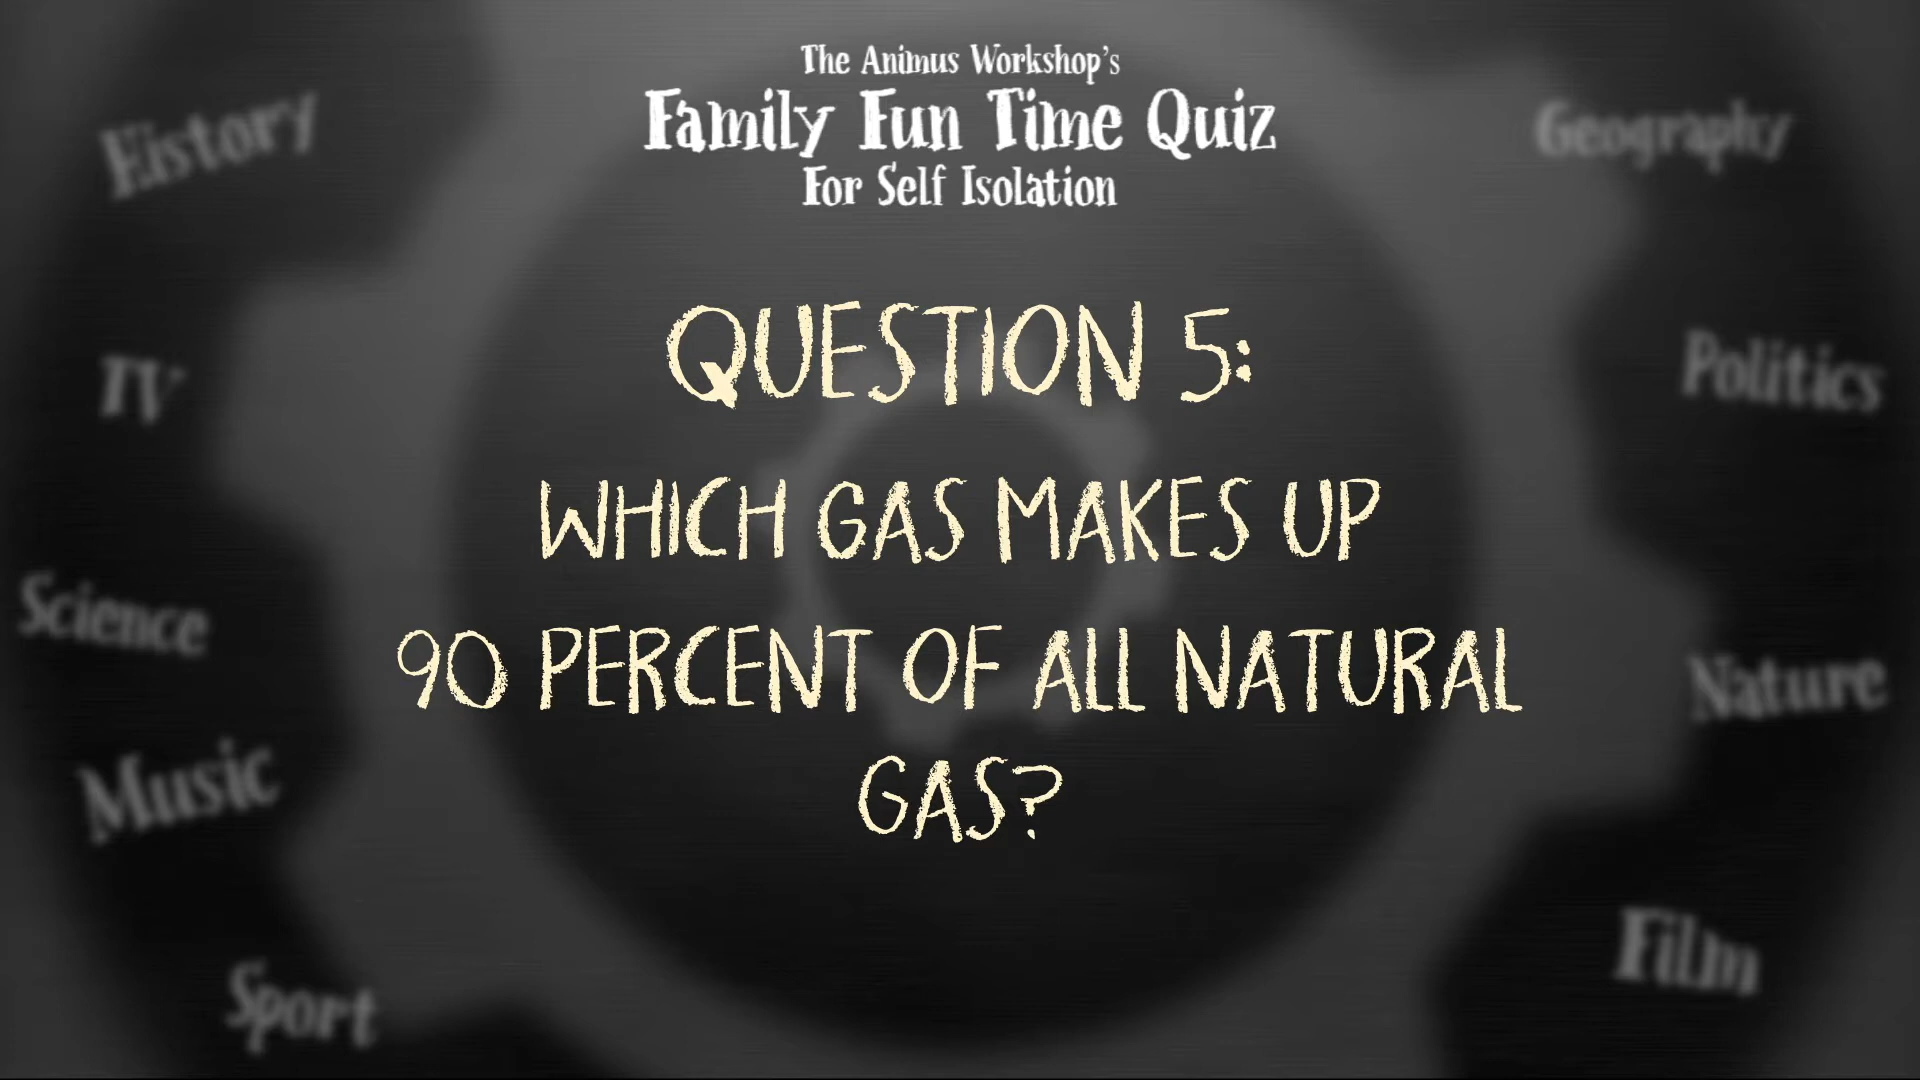 The Animus Workshop's
Family Fun Time Quiz
For Self Isolation
History
Geography
QUESTION 5:
TV
Politics
WHICH GAS MAKES UP
90 PERCENT OF ALL NATURAL
GAS?
Science
Nature
Music
Film
Sport